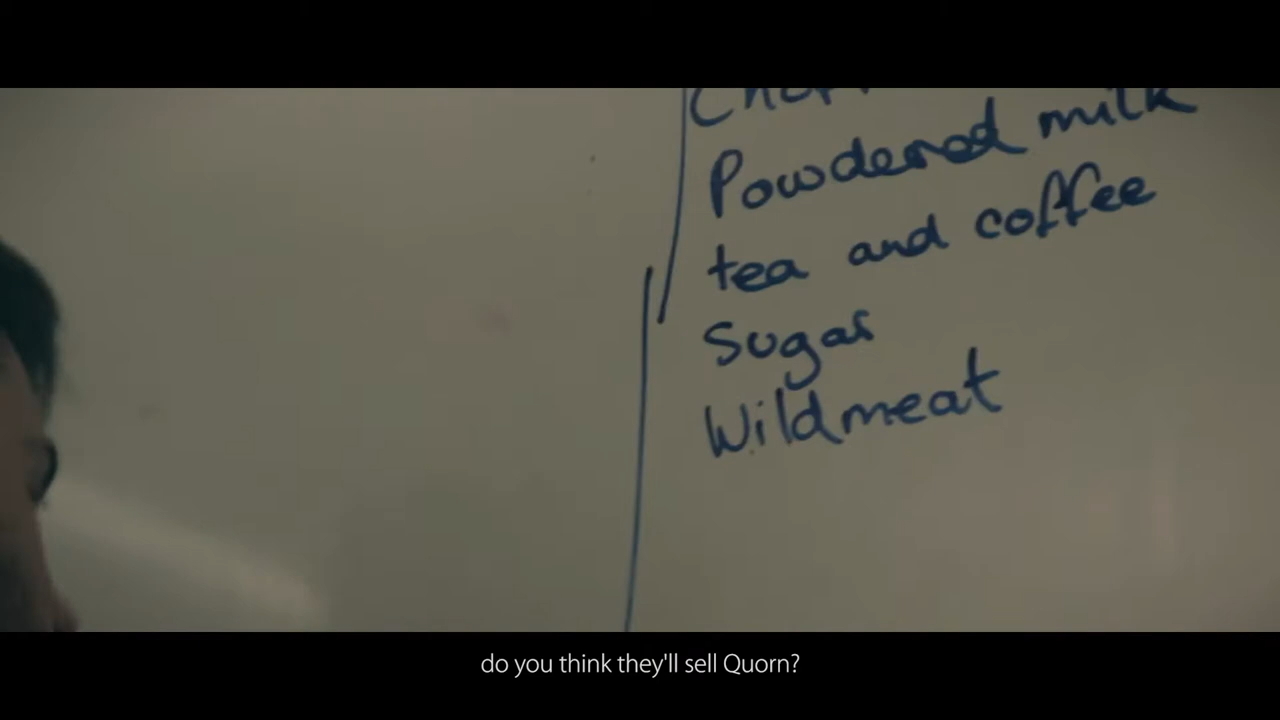 Powdered milk
tea and coffee
Sugar
Wildmeat
do you think they'll sell Quorn?